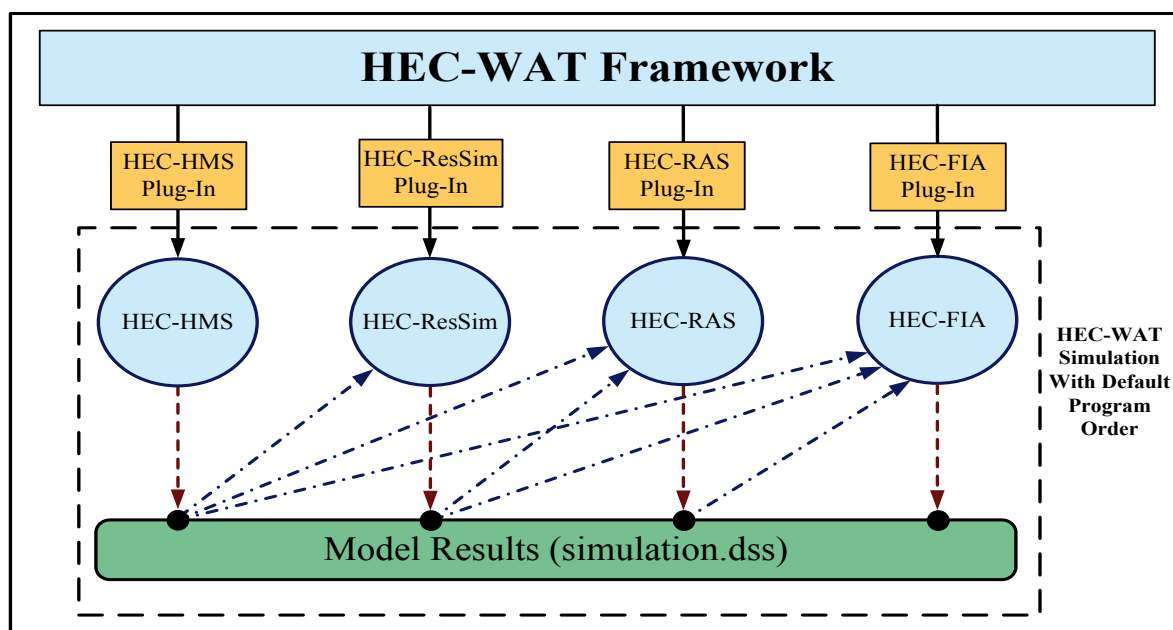 HEC-WAT Framework
HEC-HMS
Plug-In
HEC-ResSim
Plug-In
HEC-RAS
Plug-In
HEC-FIA
Plug-In
HEC-HMS
HEC-ResSim
HEC-RAS
HEC-FIA
HEC-WAT
Simulation
With Default
Program
Order
Model Results (simulation.dss)